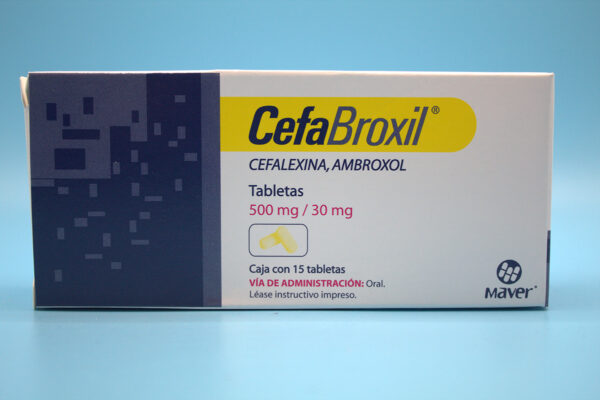 CefaBroxil®
CEFALEXINA, AMBROXOL
Tabletas
500 mg / 30 mg
Caja con 15 tabletas
VÍA DE ADMINISTRACIÓN: Oral.
Léase instructivo impreso.
Maver®